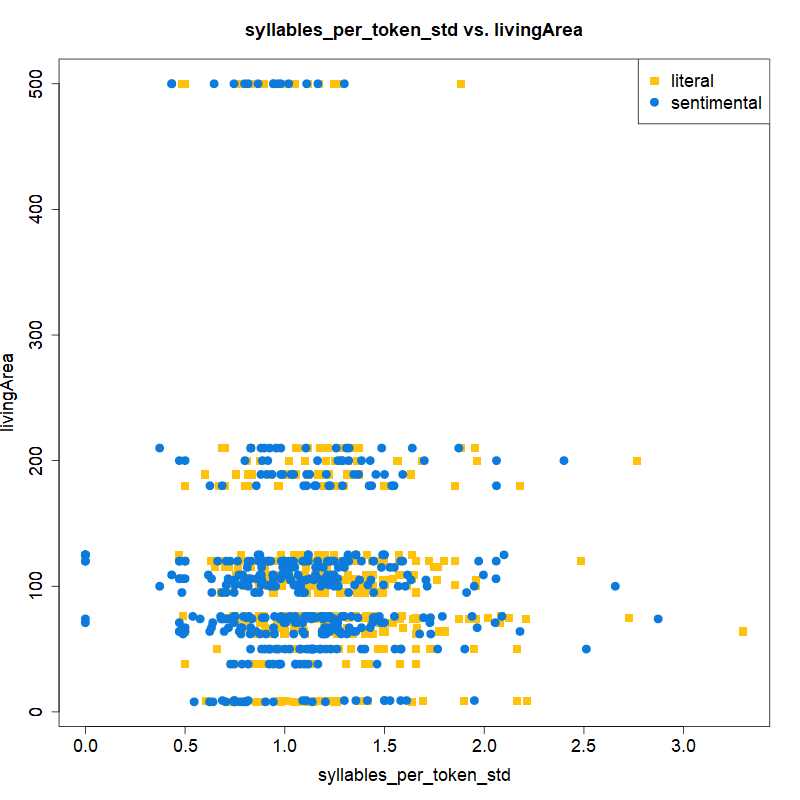 syllables_per_token_std vs. livingArea
literal
sentimental
livingArea
500
400
300
200
100
0
0.0 0.5 1.0 1.5 2.0 2.5 3.0
syllables_per_token_std